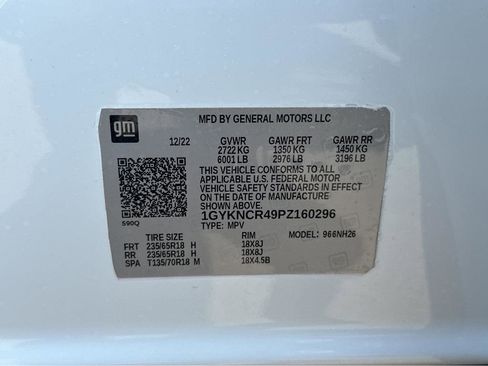 gm
MFD BY GENERAL MOTORS LLC
12/22 GVWR GAWR FRT GAWR RR
2722 KG 1350 KG 1450 KG
6001 LB 2976 LB 3196 LB
THIS VEHICLE CONFORMS TO ALL
APPLICABLE U.S. FEDERAL MOTOR
VEHICLE SAFETY STANDARDS IN EFFECT
ON THE DATE OF MANUFACTURE
SHOWN ABOVE.
1GYKNCR49PZ160296
590Q TYPE: MPV MODEL: 966NH26
TIRE SIZE RIM
FRT 235/65R18 H 18X8J
RR 235/65R18 H 18X8J
SPA T135/70R18 M 18X4.5B